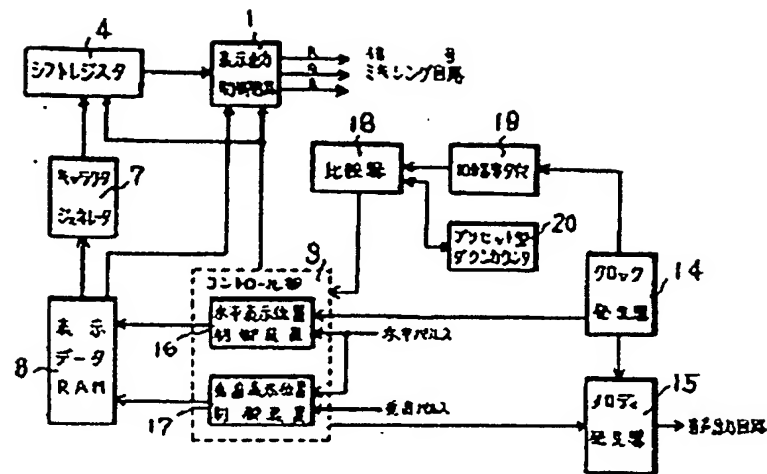 4
シフトレジスタ
1
表示出力
制御回路
R
G
B
信号
ミキシング回路
18
比較器
19
20
プリセット型
ダウンカウンタ
キャラクタ
ジェネレータ
7
9
コントロール部
クロック
発生器
14
水平表示位置
制御装置
16
水平パルス
表示
データ
RAM
8
垂直表示位置
制御装置
17
垂直パルス
メロディ
発生器
15
音声出力回路